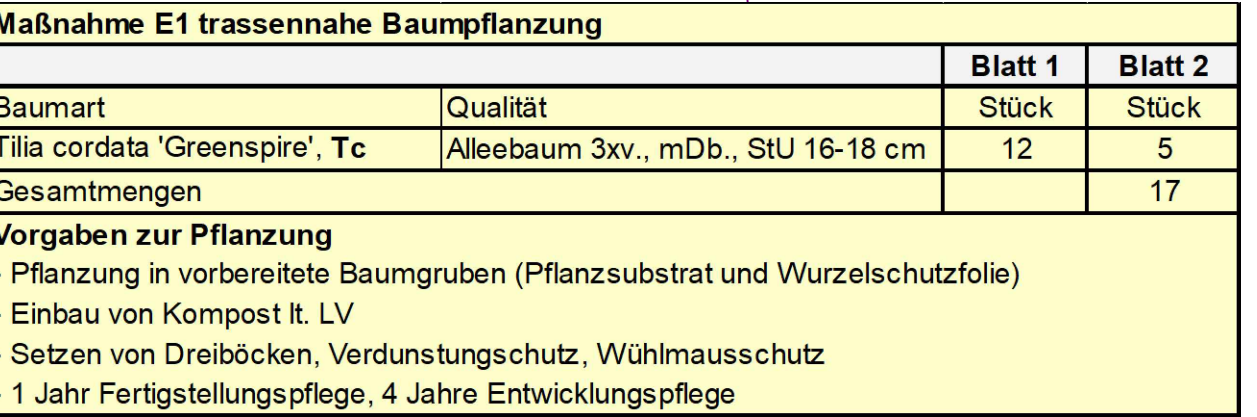 Maßnahme E1 trassennahe Baumpflanzung
Blatt 1 Blatt 2
Baumart Qualität Stück Stück
Tilia cordata 'Greenspire', Tc Alleebaum 3xv., mDb., StU 16-18 cm 12 5
Gesamtmengen 17
Vorgaben zur Pflanzung
- Pflanzung in vorbereitete Baumgruben (Pflanzsubstrat und Wurzelschutzfolie)
- Einbau von Kompost lt. LV
- Setzen von Dreiböcken, Verdunstungschutz, Wühlmausschutz
- 1 Jahr Fertigstellungspflege, 4 Jahre Entwicklungspflege